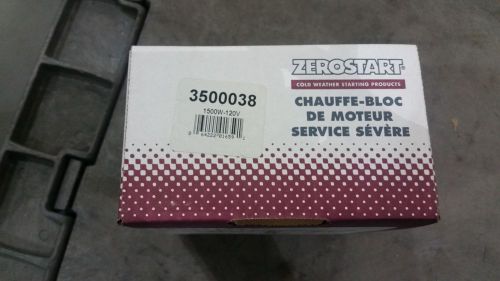 ZEROSTART
COLD WEATHER STARTING PRODUCTS
3500038
1500W-120V
CHAUFFE-BLOC
DE MOTEUR
SERVICE SÉVÈRE